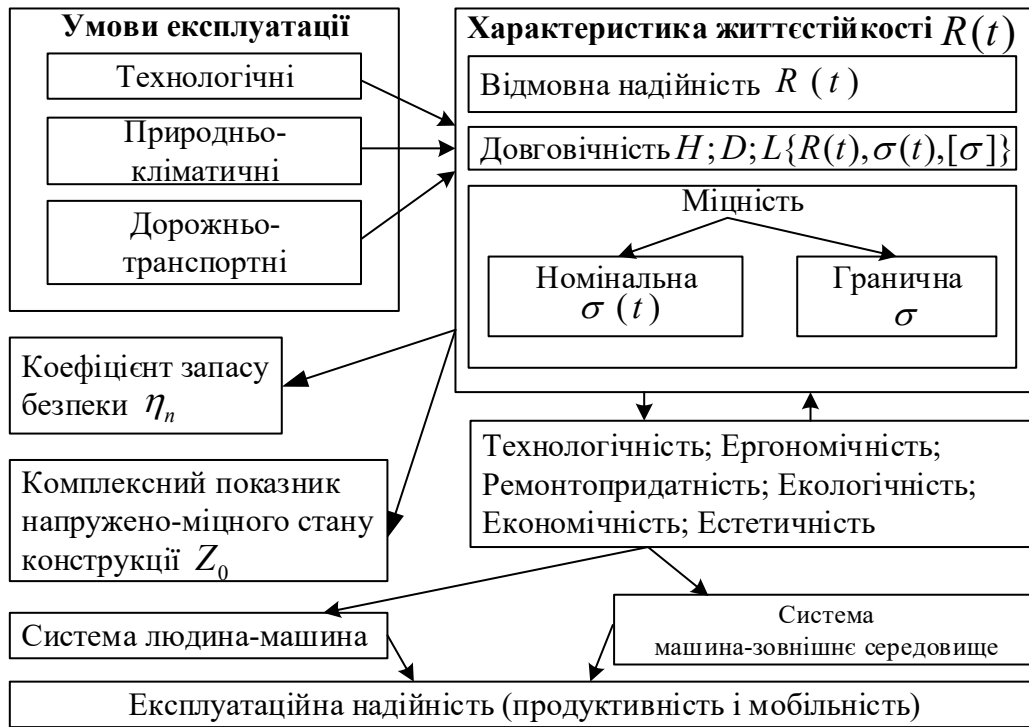 Умови експлуатації
Технологічні
Природньо-
кліматичні
Дорожньо-
транспортні
Характеристика життєстійкості R(t)
Відмовна надійність R (t)
Довговічність H; D; L{R(t),σ(t),[σ]}
Міцність
Номінальна
σ (t)
Гранична
σ
Коефіцієнт запасу
безпеки ηₙ
Комплексний показник
напружено-міцного стану
конструкції Z₀
Технологічність; Ергономічність;
Ремонтопридатність; Екологічність;
Економічність; Естетичність
Система людина-машина
Система
машина-зовнішнє середовище
Експлуатаційна надійність (продуктивність і мобільність)